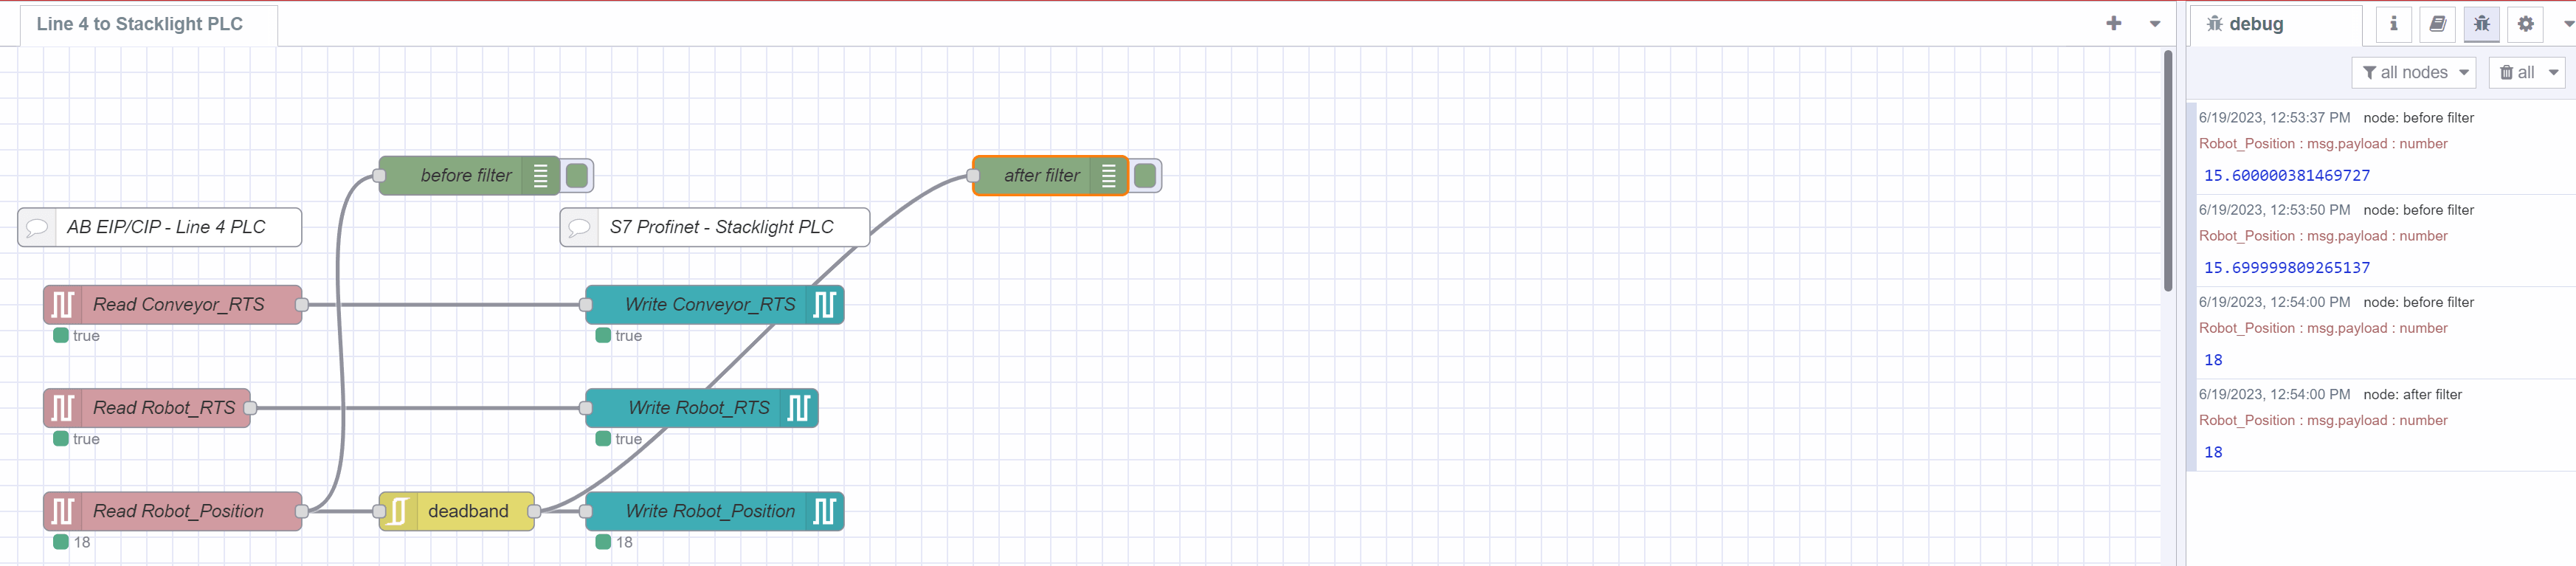 Line 4 to Stacklight PLC
before filter
after filter
AB EIP/CIP - Line 4 PLC
S7 Profinet - Stacklight PLC
Read Conveyor_RTS
Write Conveyor_RTS
true
true
Read Robot_RTS
Write Robot_RTS
true
true
Read Robot_Position
deadband
Write Robot_Position
18
18
debug
all nodes
all
6/19/2023, 12:53:37 PM node: before filter
Robot_Position : msg.payload : number
15.600000381469727
6/19/2023, 12:53:50 PM node: before filter
Robot_Position : msg.payload : number
15.699999809265137
6/19/2023, 12:54:00 PM node: before filter
Robot_Position : msg.payload : number
18
6/19/2023, 12:54:00 PM node: after filter
Robot_Position : msg.payload : number
18